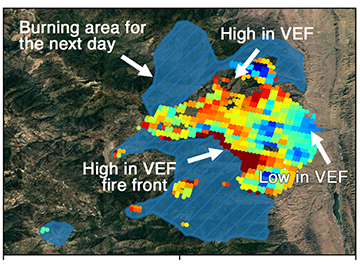 Burning area for
the next day
High in VEF
High in VEF
fire front
Low in VEF